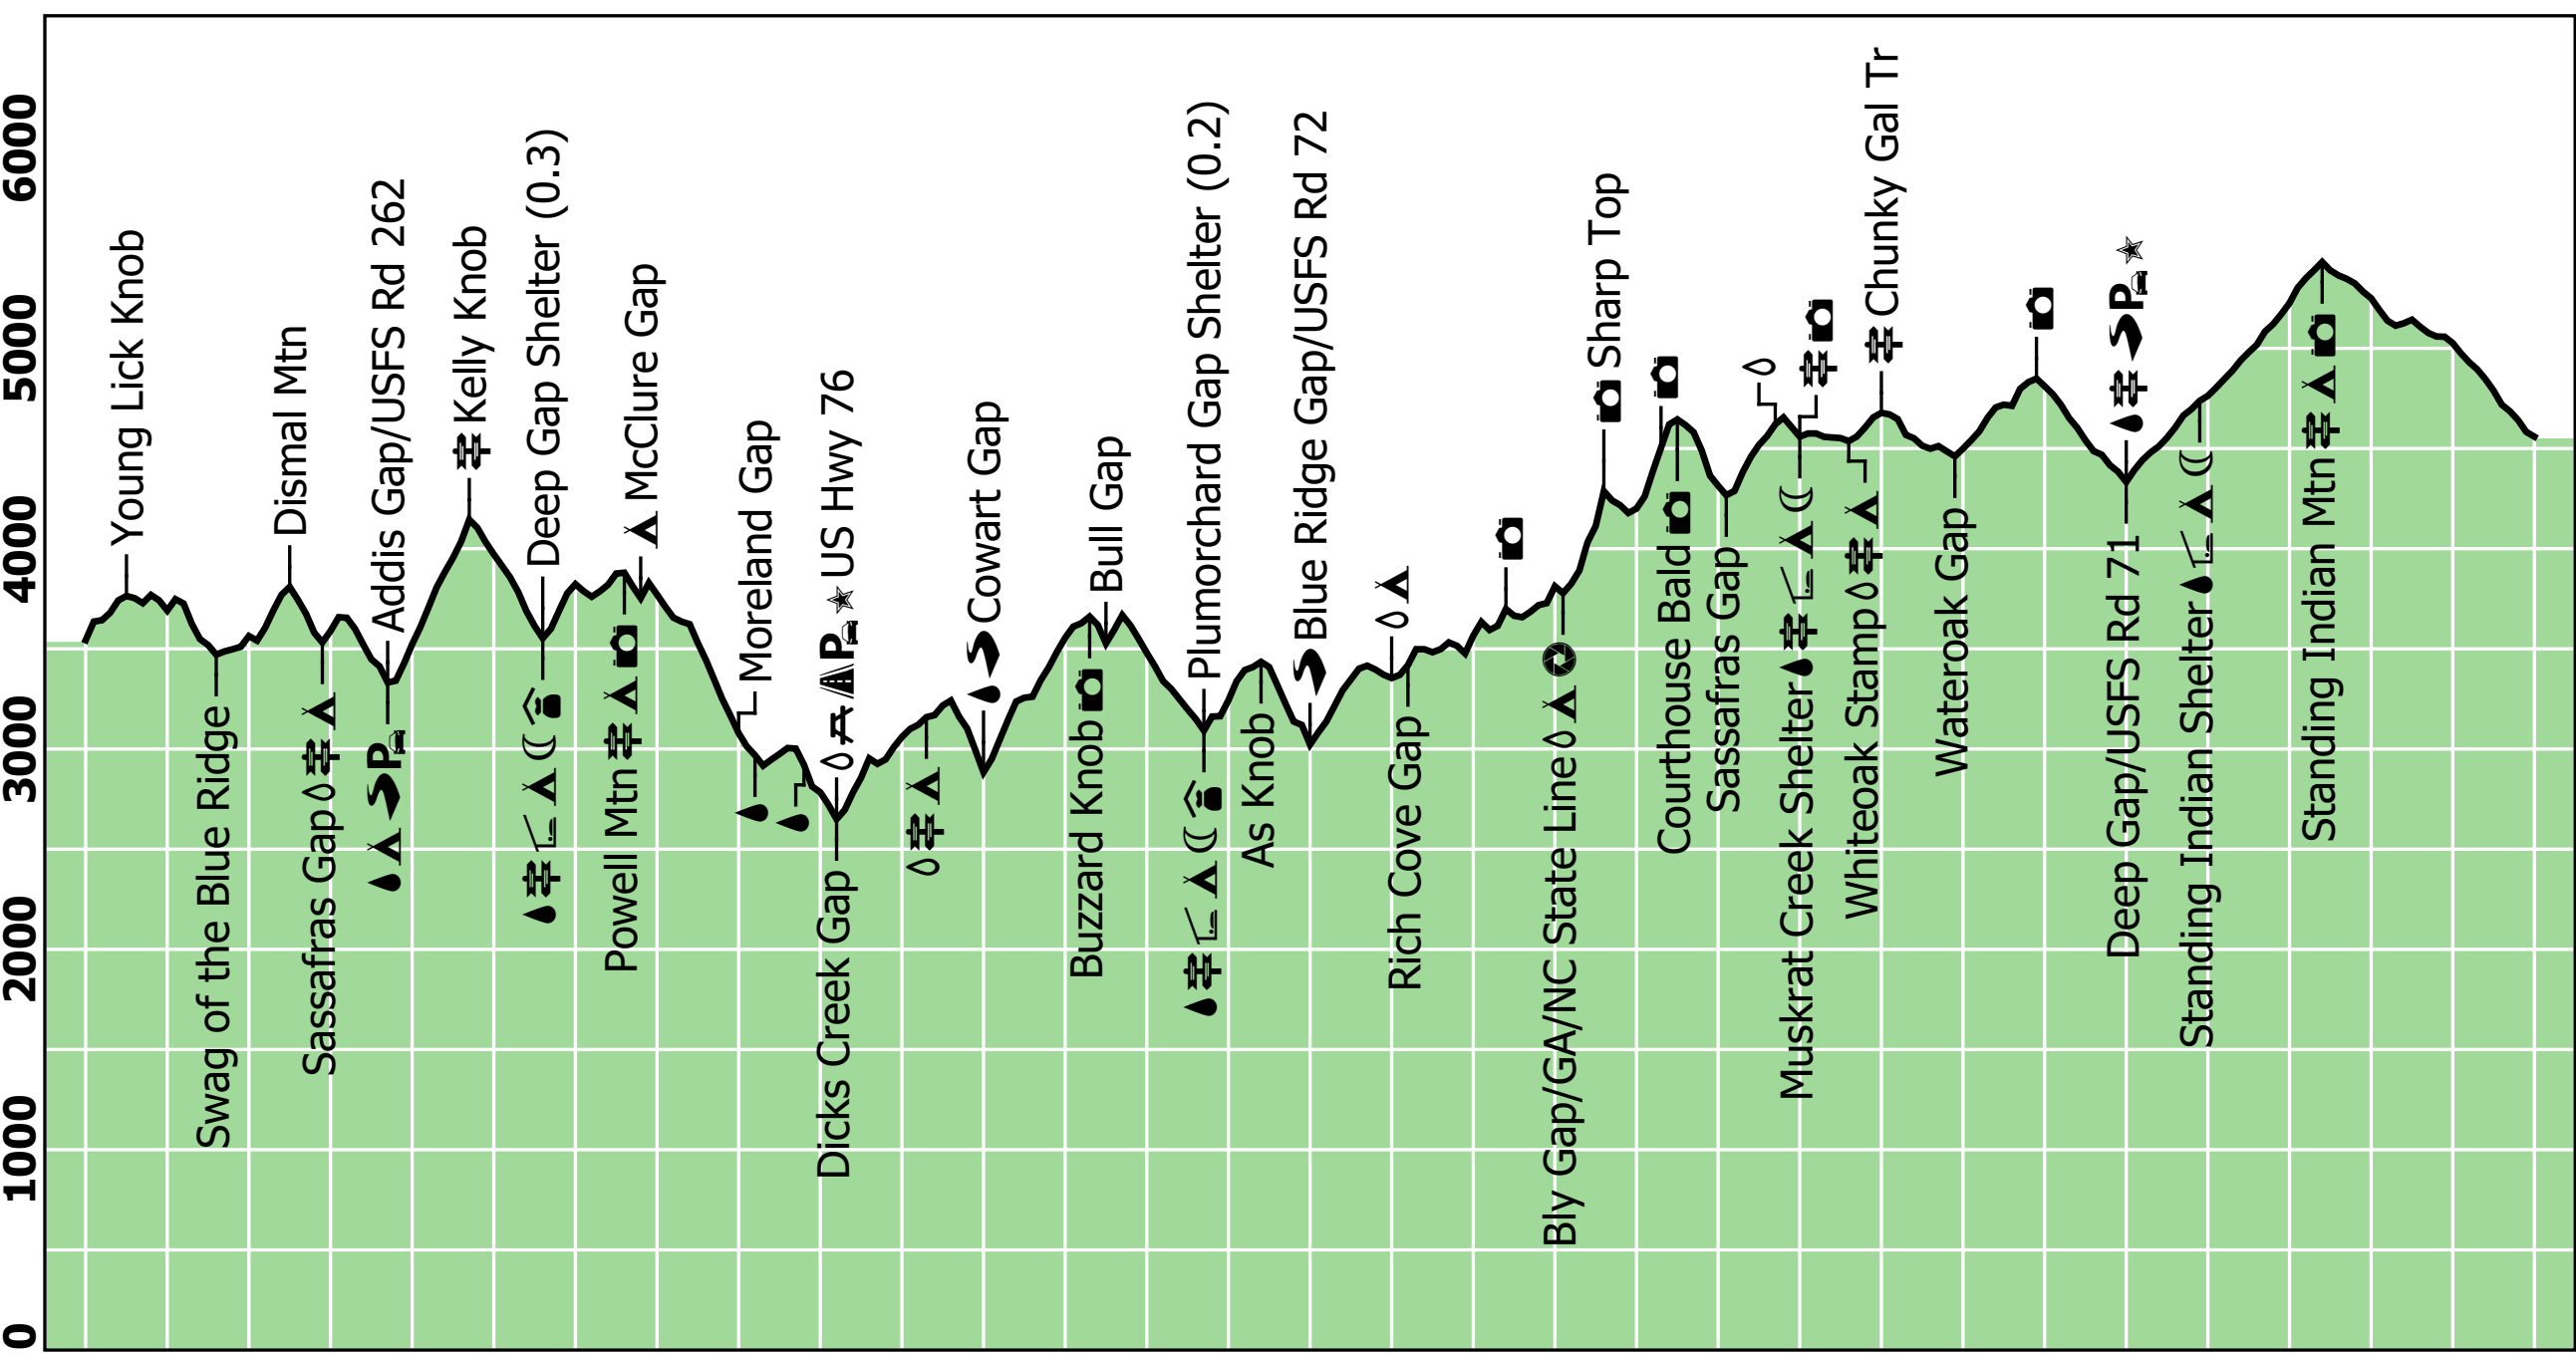 6000
5000
4000
3000
2000
1000
0
Young Lick Knob
Swag of the Blue Ridge
Dismal Mtn
Sassafras Gap
Addis Gap/USFS Rd 262
P
Kelly Knob
Deep Gap Shelter (0.3)
Powell Mtn
McClure Gap
Moreland Gap
Dicks Creek Gap
P
US Hwy 76
Cowart Gap
Buzzard Knob
Bull Gap
Plumorchard Gap Shelter (0.2)
As Knob
Blue Ridge Gap/USFS Rd 72
Rich Cove Gap
Bly Gap/GA/NC State Line
Sharp Top
Courthouse Bald
Sassafras Gap
Muskrat Creek Shelter
Whiteoak Stamp
Chunky Gal Tr
Wateroak Gap
Deep Gap/USFS Rd 71
P
Standing Indian Shelter
Standing Indian Mtn